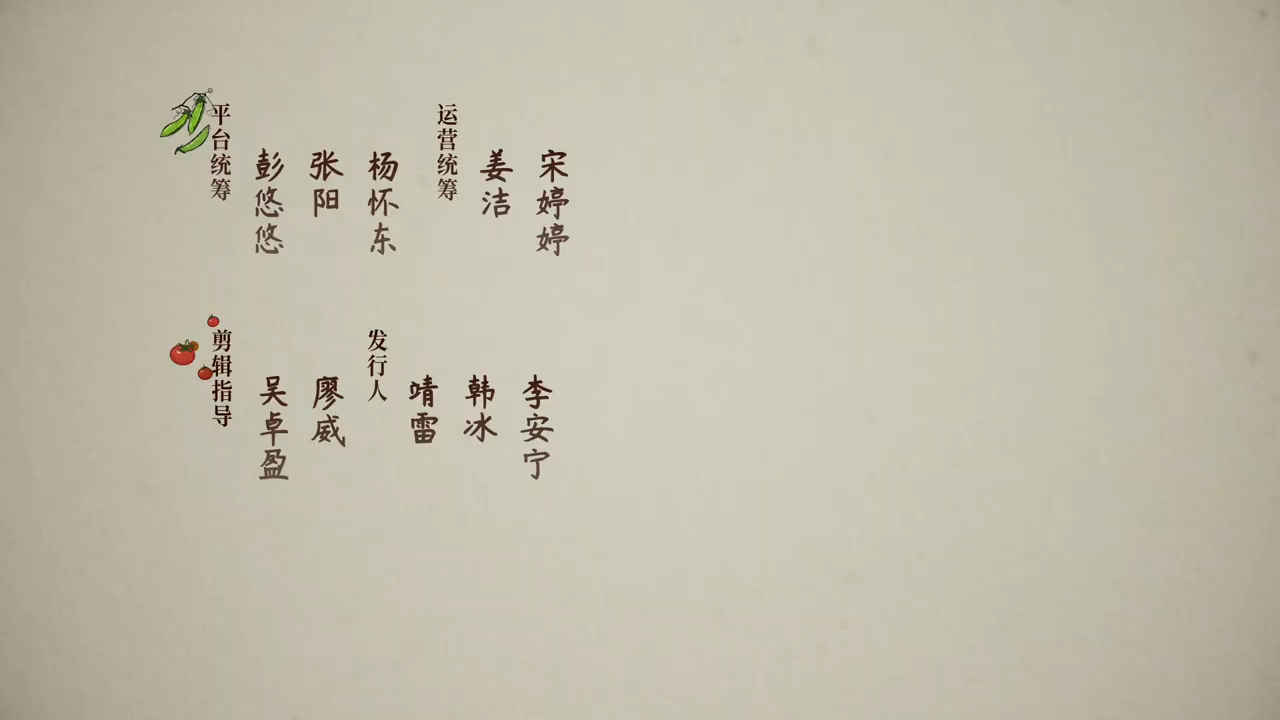 平台统筹
彭悠悠
张阳
杨怀东
运营统筹
姜洁
宋婷婷
剪辑指导
吴卓盈
廖威
发行人
靖雷
韩冰
李安宁